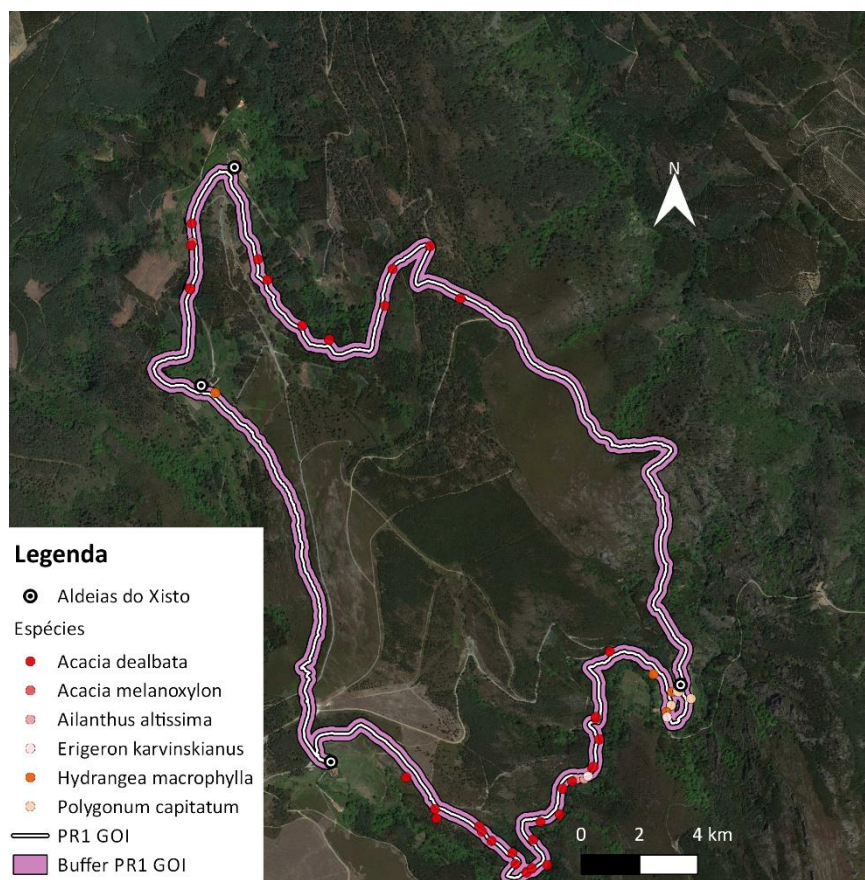 N
Legenda
Aldeias do Xisto
Espécies
Acacia dealbata
Acacia melanoxylon
Ailanthus altissima
Erigeron karvinskianus
Hydrangea macrophylla
Polygonum capitatum
PR1 GOI
Buffer PR1 GOI
0 2 4 km